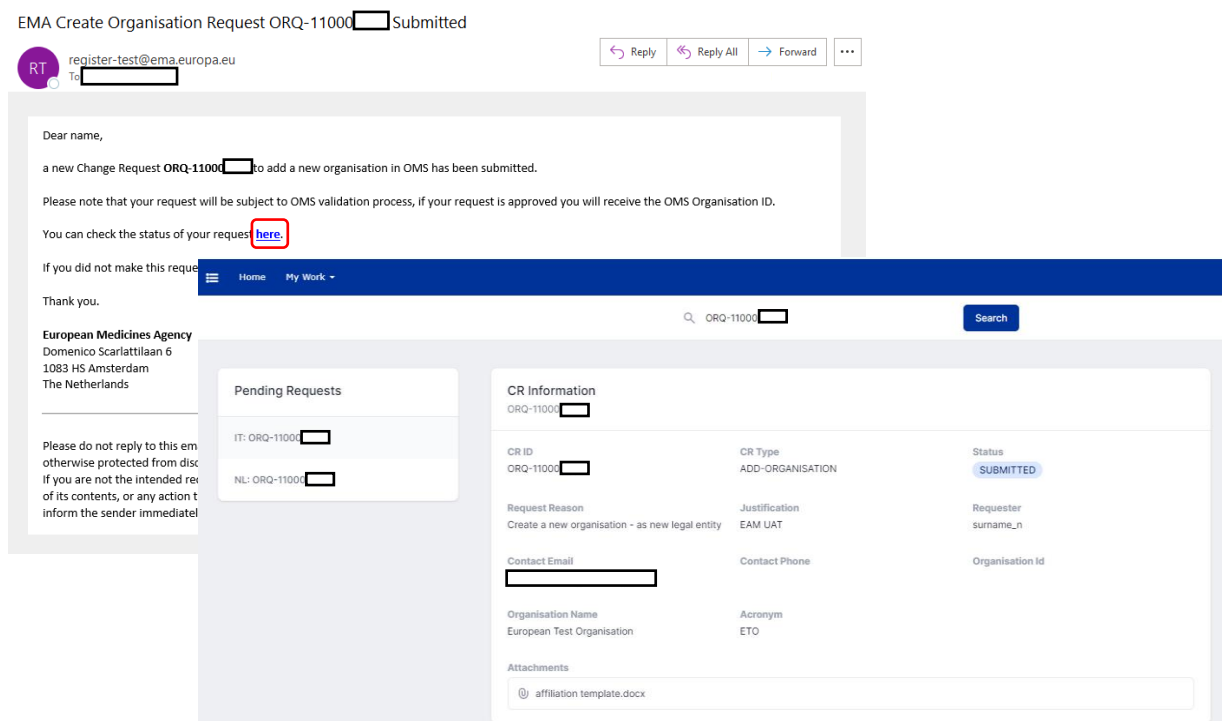 EMA Create Organisation Request ORQ-11000 Submitted
RT
register-test@ema.europa.eu
To
Reply
Reply All
Forward
Dear name,
a new Change Request ORQ-11000 to add a new organisation in OMS has been submitted.
Please note that your request will be subject to OMS validation process, if your request is approved you will receive the OMS Organisation ID.
You can check the status of your request here.
If you did not make this reque
Thank you.
European Medicines Agency
Domenico Scarlattilaan 6
1083 HS Amsterdam
The Netherlands
Please do not reply to this em
otherwise protected from disc
If you are not the intended re
of its contents, or any action t
inform the sender immediatel
Home
My Work
ORQ-11000
Search
Pending Requests
IT: ORQ-11000
NL: ORQ-11000
CR Information
ORQ-11000
CR ID
CR Type
Status
ORQ-11000
ADD-ORGANISATION
SUBMITTED
Request Reason
Justification
Requester
Create a new organisation - as new legal entity
EAM UAT
surname_n
Contact Email
Contact Phone
Organisation Id
Organisation Name
Acronym
European Test Organisation
ETO
Attachments
affiliation template.docx